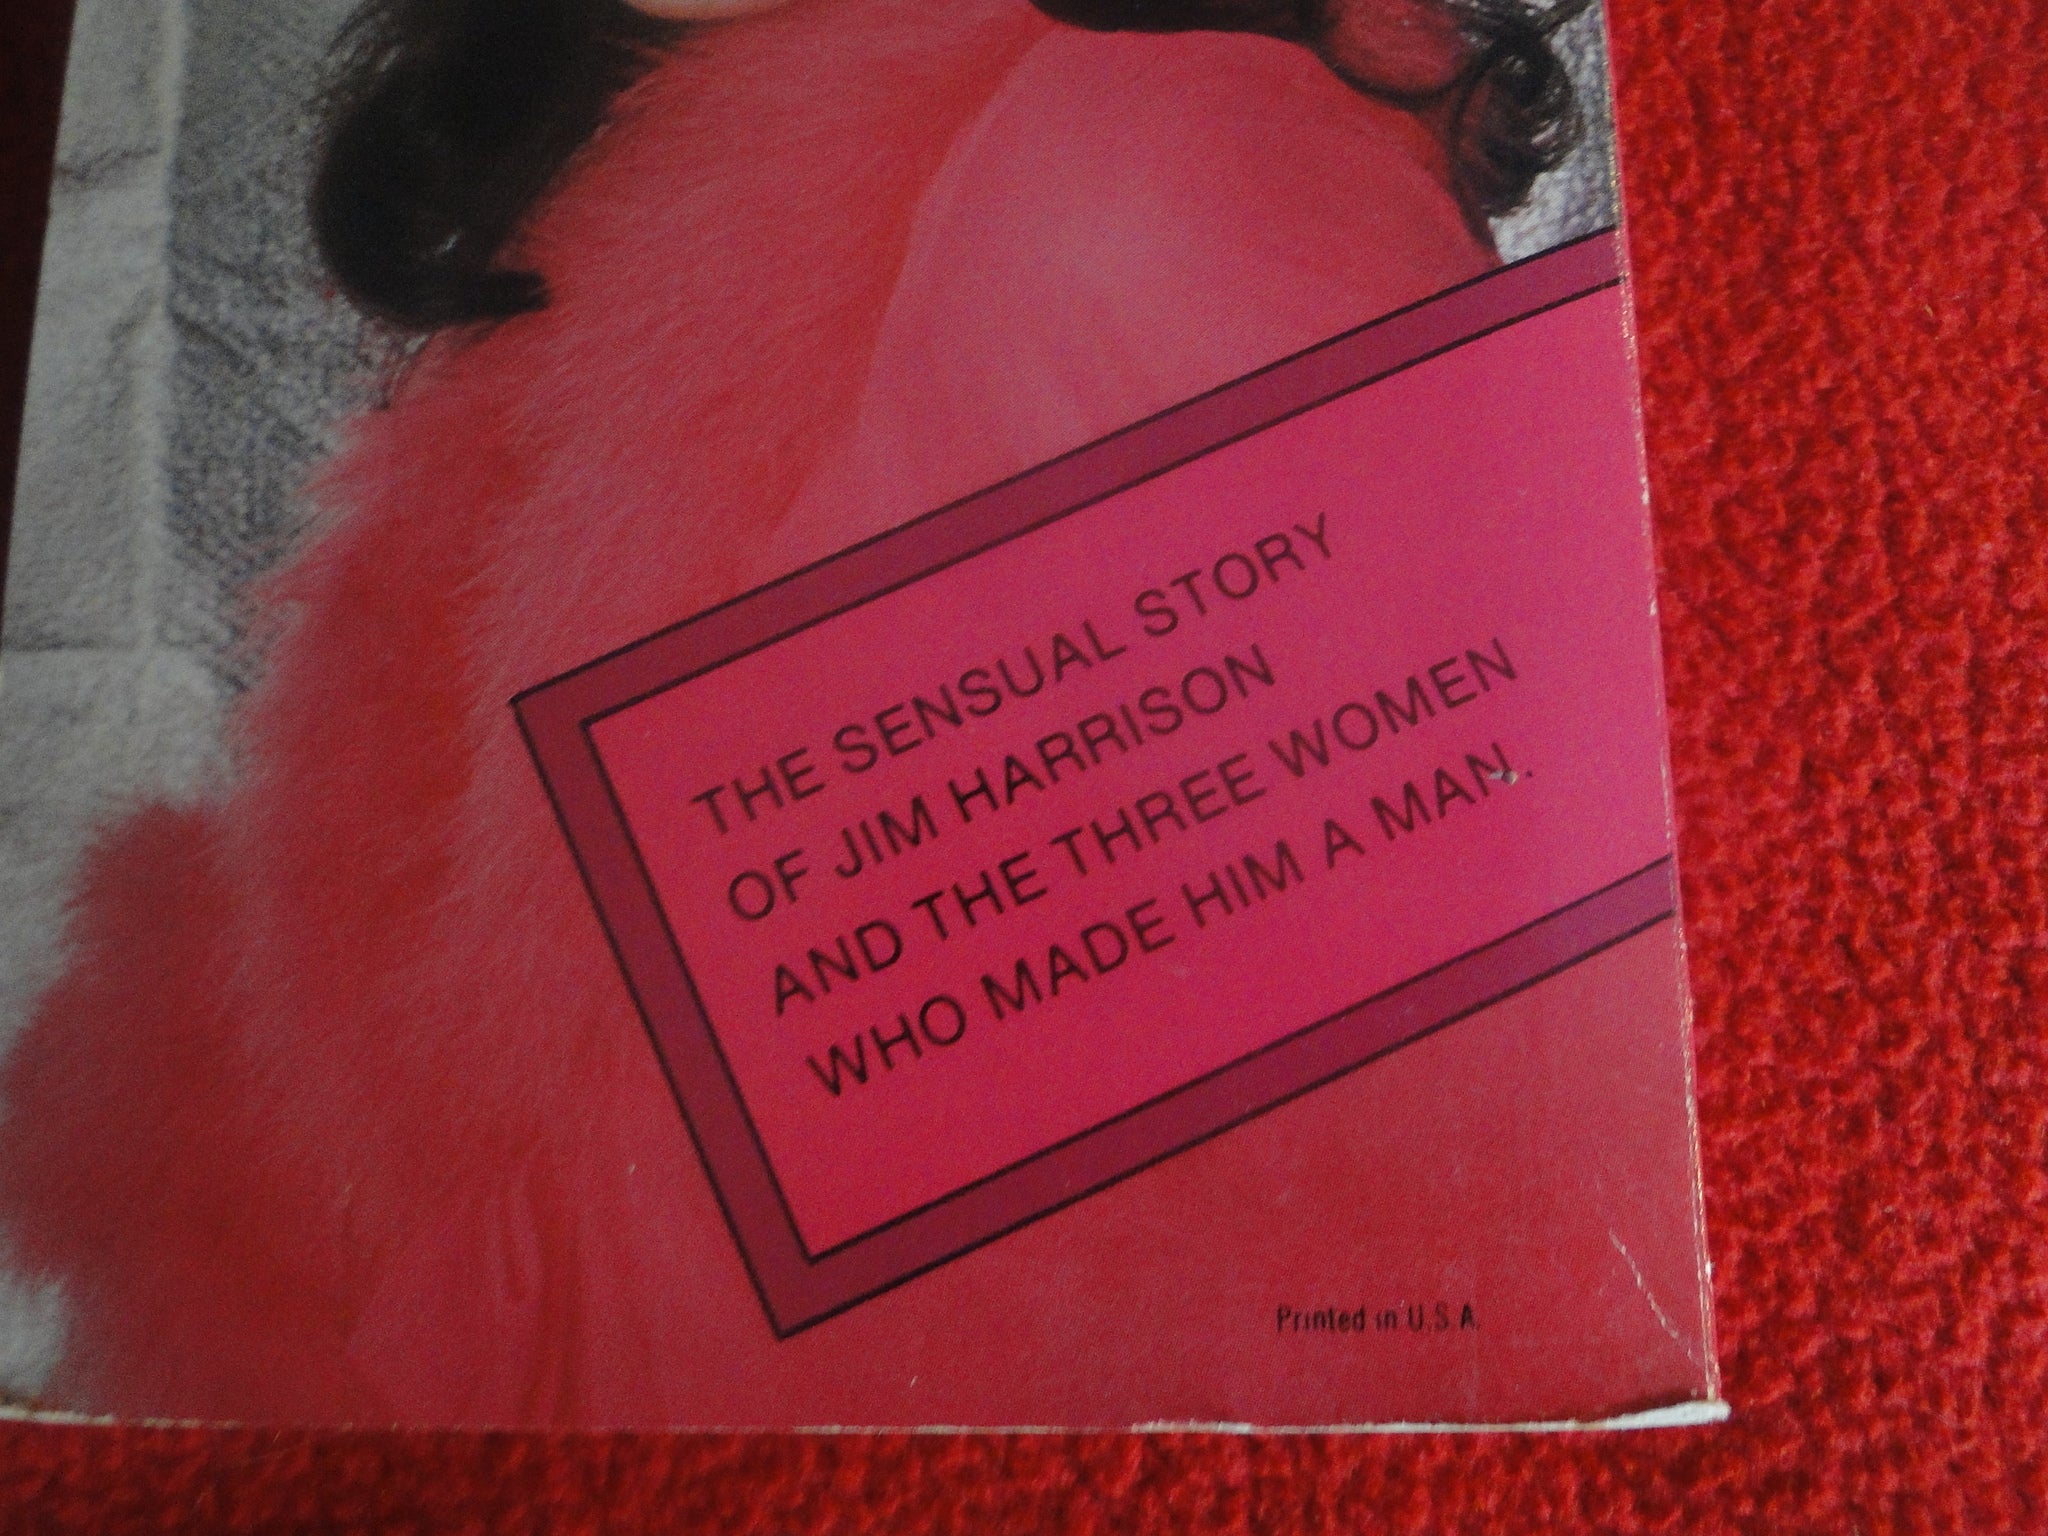 THE SENSUAL STORY
OF JIM HARRISON
AND THE THREE WOMEN
WHO MADE HIM A MAN.
Printed in U.S.A.